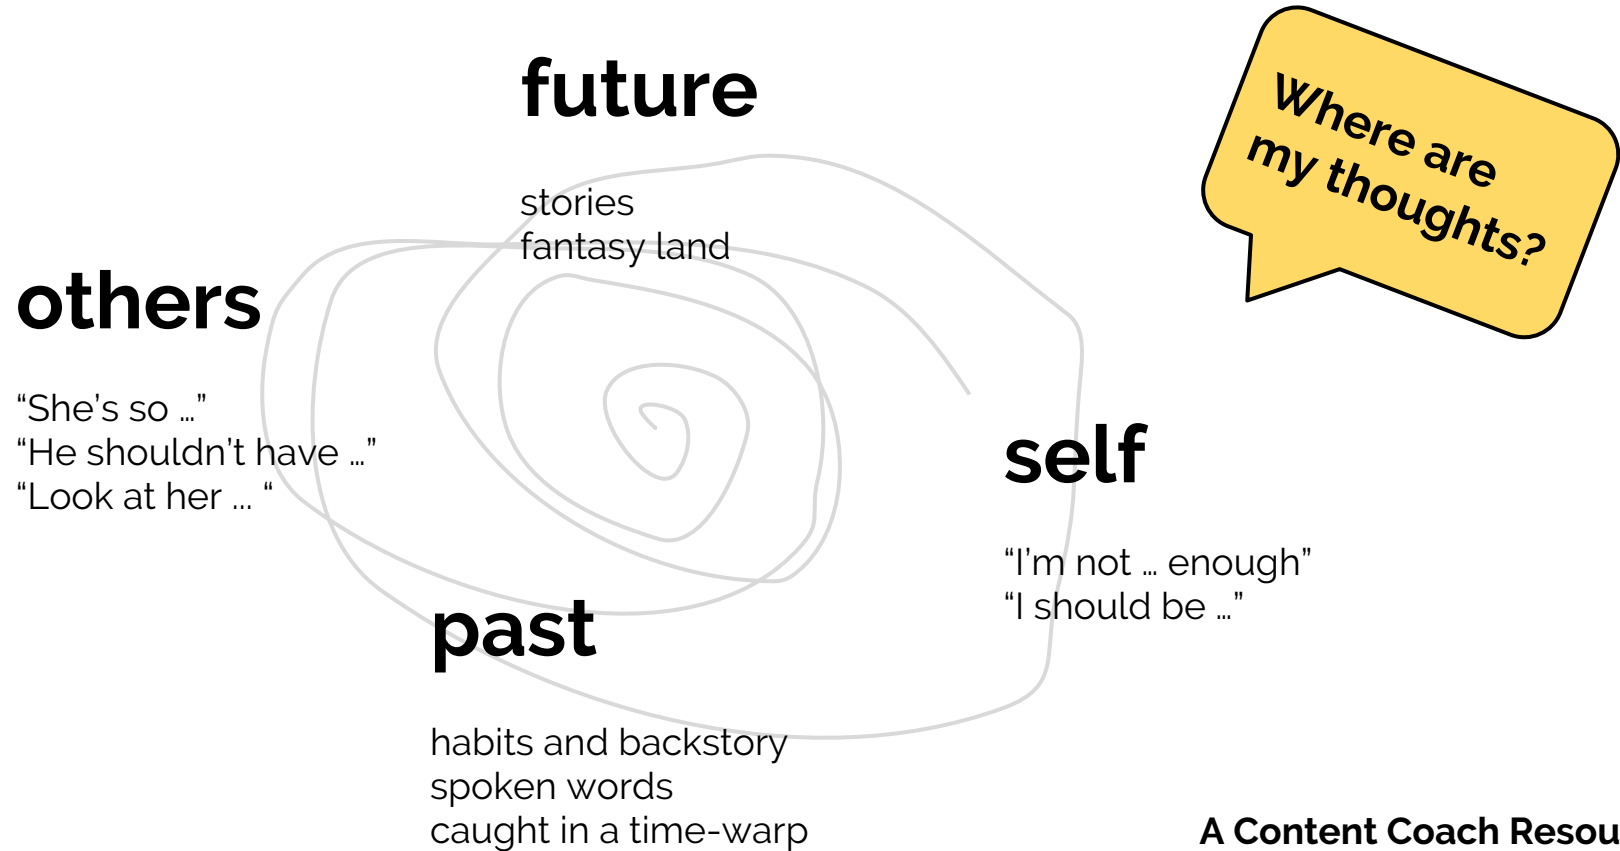 future
stories
fantasy land
Where are
my thoughts?
others
“She’s so …”
“He shouldn’t have …”
“Look at her ... “
self
“I’m not … enough”
“I should be …”
past
habits and backstory
spoken words
caught in a time-warp
A Content Coach Resou